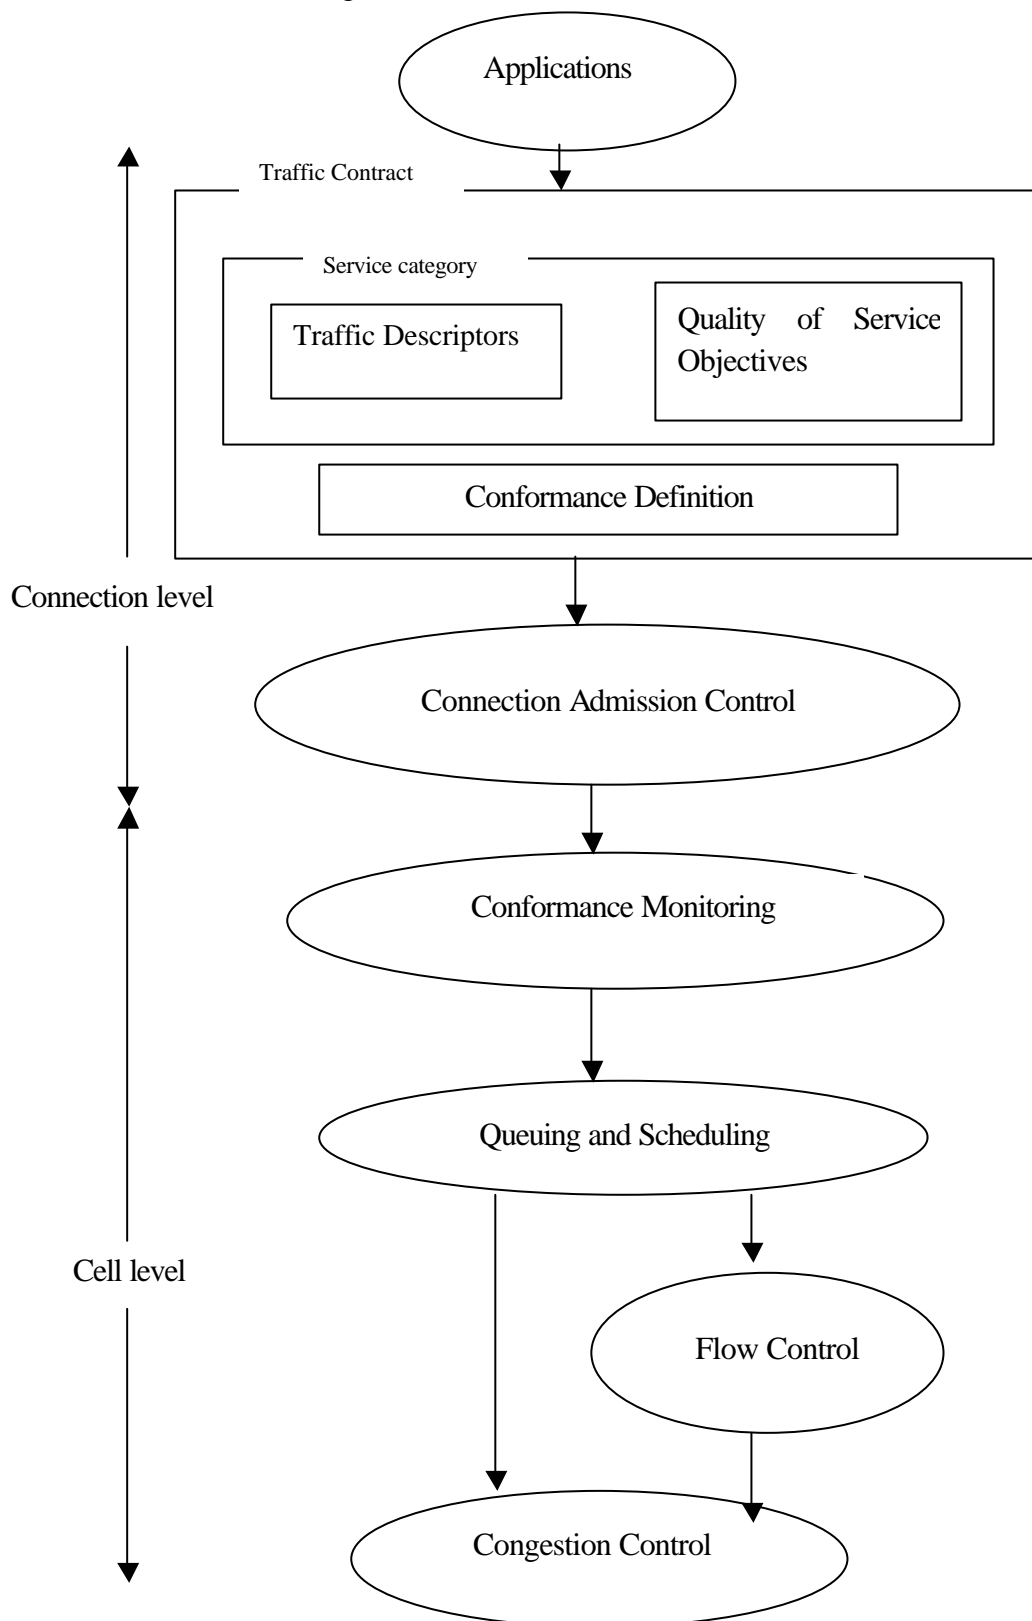 Applications
Traffic Contract
Service category
Traffic Descriptors
Quality of Service
Objectives
Conformance Definition
Connection level
Connection Admission Control
Conformance Monitoring
Queuing and Scheduling
Cell level
Flow Control
Congestion Control